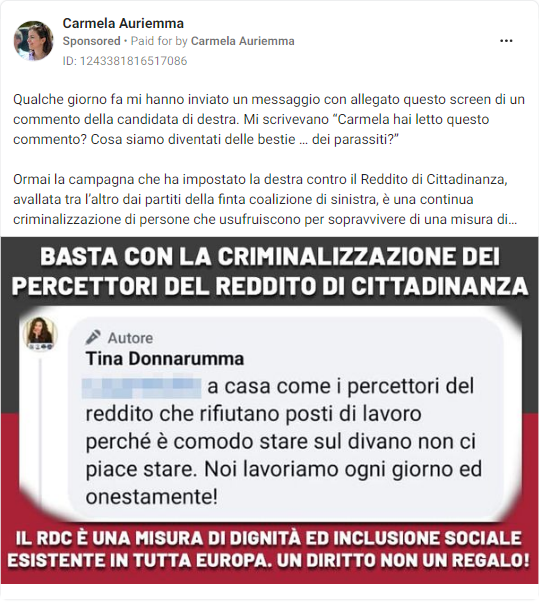 Carmela Auriemma
Sponsored • Paid for by Carmela Auriemma
ID: 1243381816517086
Qualche giorno fa mi hanno inviato un messaggio con allegato questo screen di un
commento della candidata di destra. Mi scrivevano “Carmela hai letto questo
commento? Cosa siamo diventati delle bestie ... dei parassiti?”
Ormai la campagna che ha impostato la destra contro il Reddito di Cittadinanza,
avallata tra l’altro dai partiti della finta coalizione di sinistra, è una continua
criminalizzazione di persone che usufruiscono per sopravvivere di una misura di...
BASTA CON LA CRIMINALIZZAZIONE DEI
PERCETTORI DEL REDDITO DI CITTADINANZA
Autore
Tina Donnarumma
a casa come i percettori del
reddito che rifiutano posti di lavoro
perché è comodo stare sul divano non ci
piace stare. Noi lavoriamo ogni giorno ed
onestamente!
IL RDC È UNA MISURA DI DIGNITÀ ED INCLUSIONE SOCIALE
ESISTENTE IN TUTTA EUROPA. UN DIRITTO NON UN REGALO!